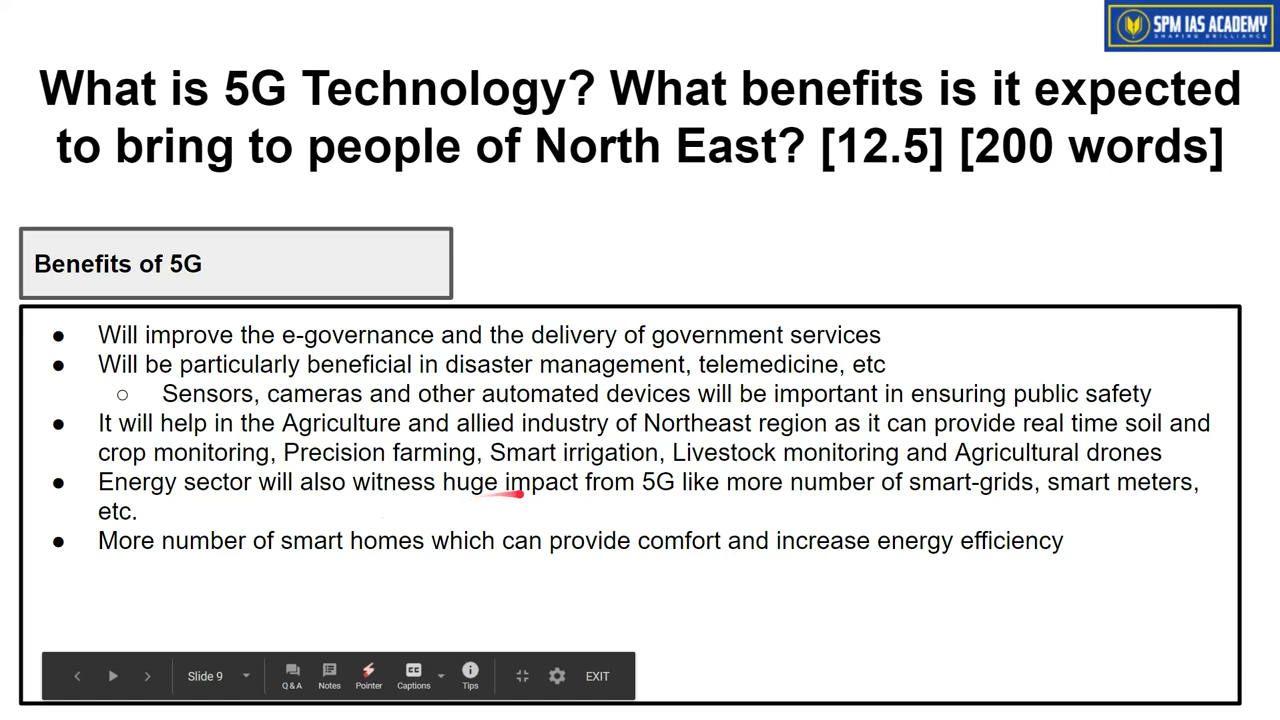 SPM IAS ACADEMY
SHAPING BRILLIANCE
What is 5G Technology? What benefits is it expected
to bring to people of North East? [12.5] [200 words]
Benefits of 5G
● Will improve the e-governance and the delivery of government services
● Will be particularly beneficial in disaster management, telemedicine, etc
○ Sensors, cameras and other automated devices will be important in ensuring public safety
● It will help in the Agriculture and allied industry of Northeast region as it can provide real time soil and
crop monitoring, Precision farming, Smart irrigation, Livestock monitoring and Agricultural drones
● Energy sector will also witness huge impact from 5G like more number of smart-grids, smart meters,
etc.
● More number of smart homes which can provide comfort and increase energy efficiency
Slide 9
Q & A Notes Pointer Captions Tips EXIT